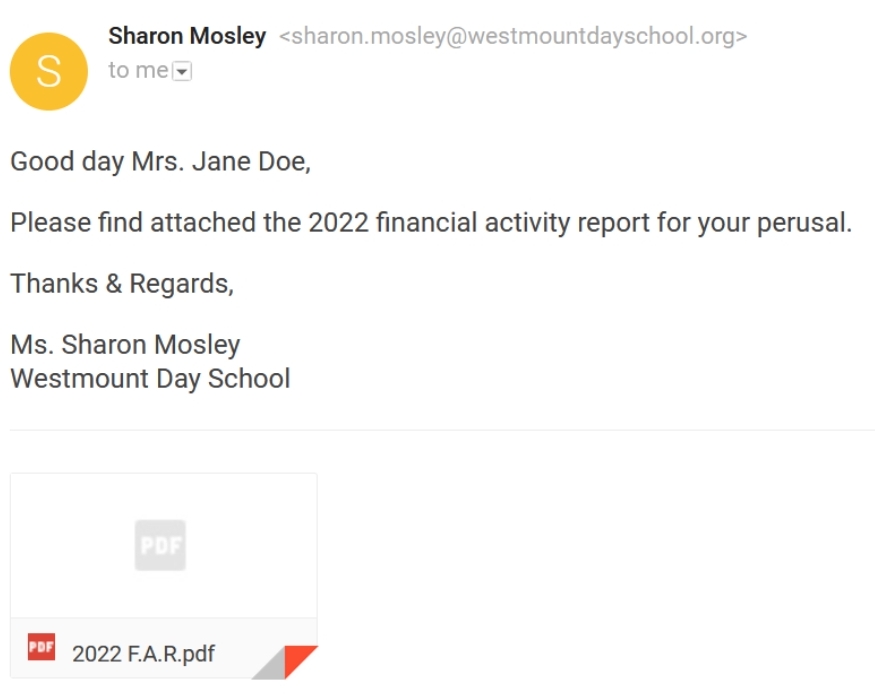 S
Sharon Mosley <sharon.mosley@westmountdayschool.org>
to me
Good day Mrs. Jane Doe,
Please find attached the 2022 financial activity report for your perusal.
Thanks & Regards,
Ms. Sharon Mosley
Westmount Day School
PDF
PDF 2022 F.A.R.pdf